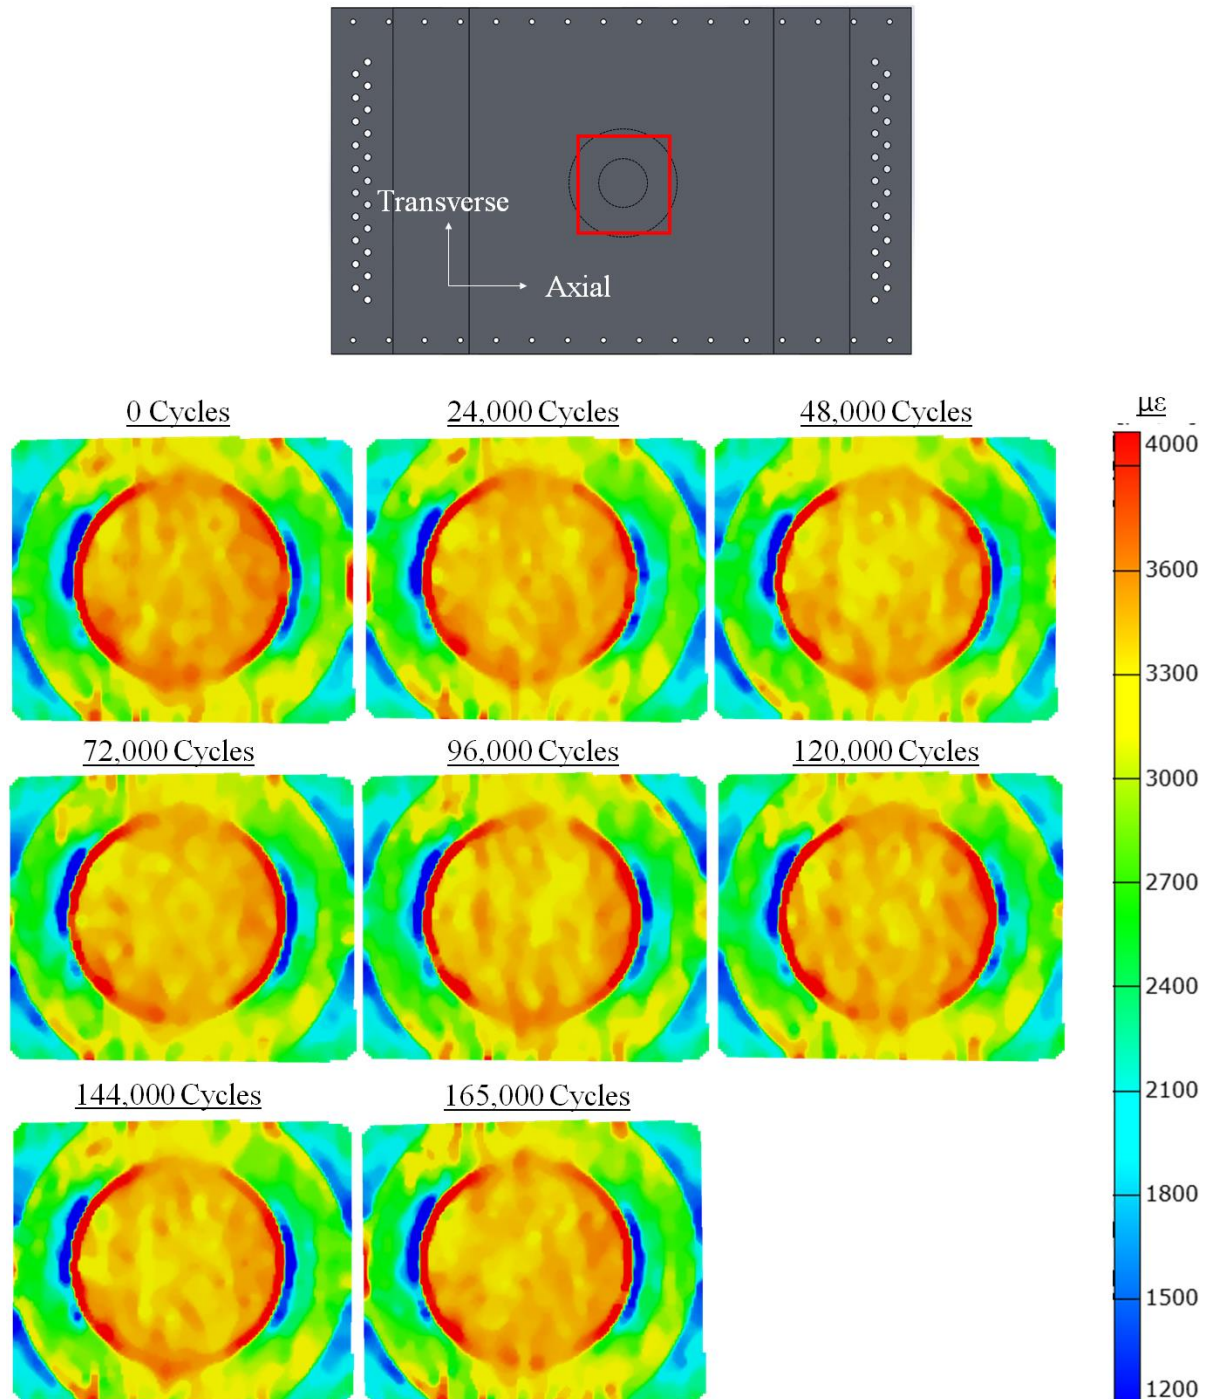 Transverse
Axial
0 Cycles
24,000 Cycles
48,000 Cycles
με
4000
3600
3300
3000
2700
2400
2100
1800
1500
1200
72,000 Cycles
96,000 Cycles
120,000 Cycles
144,000 Cycles
165,000 Cycles